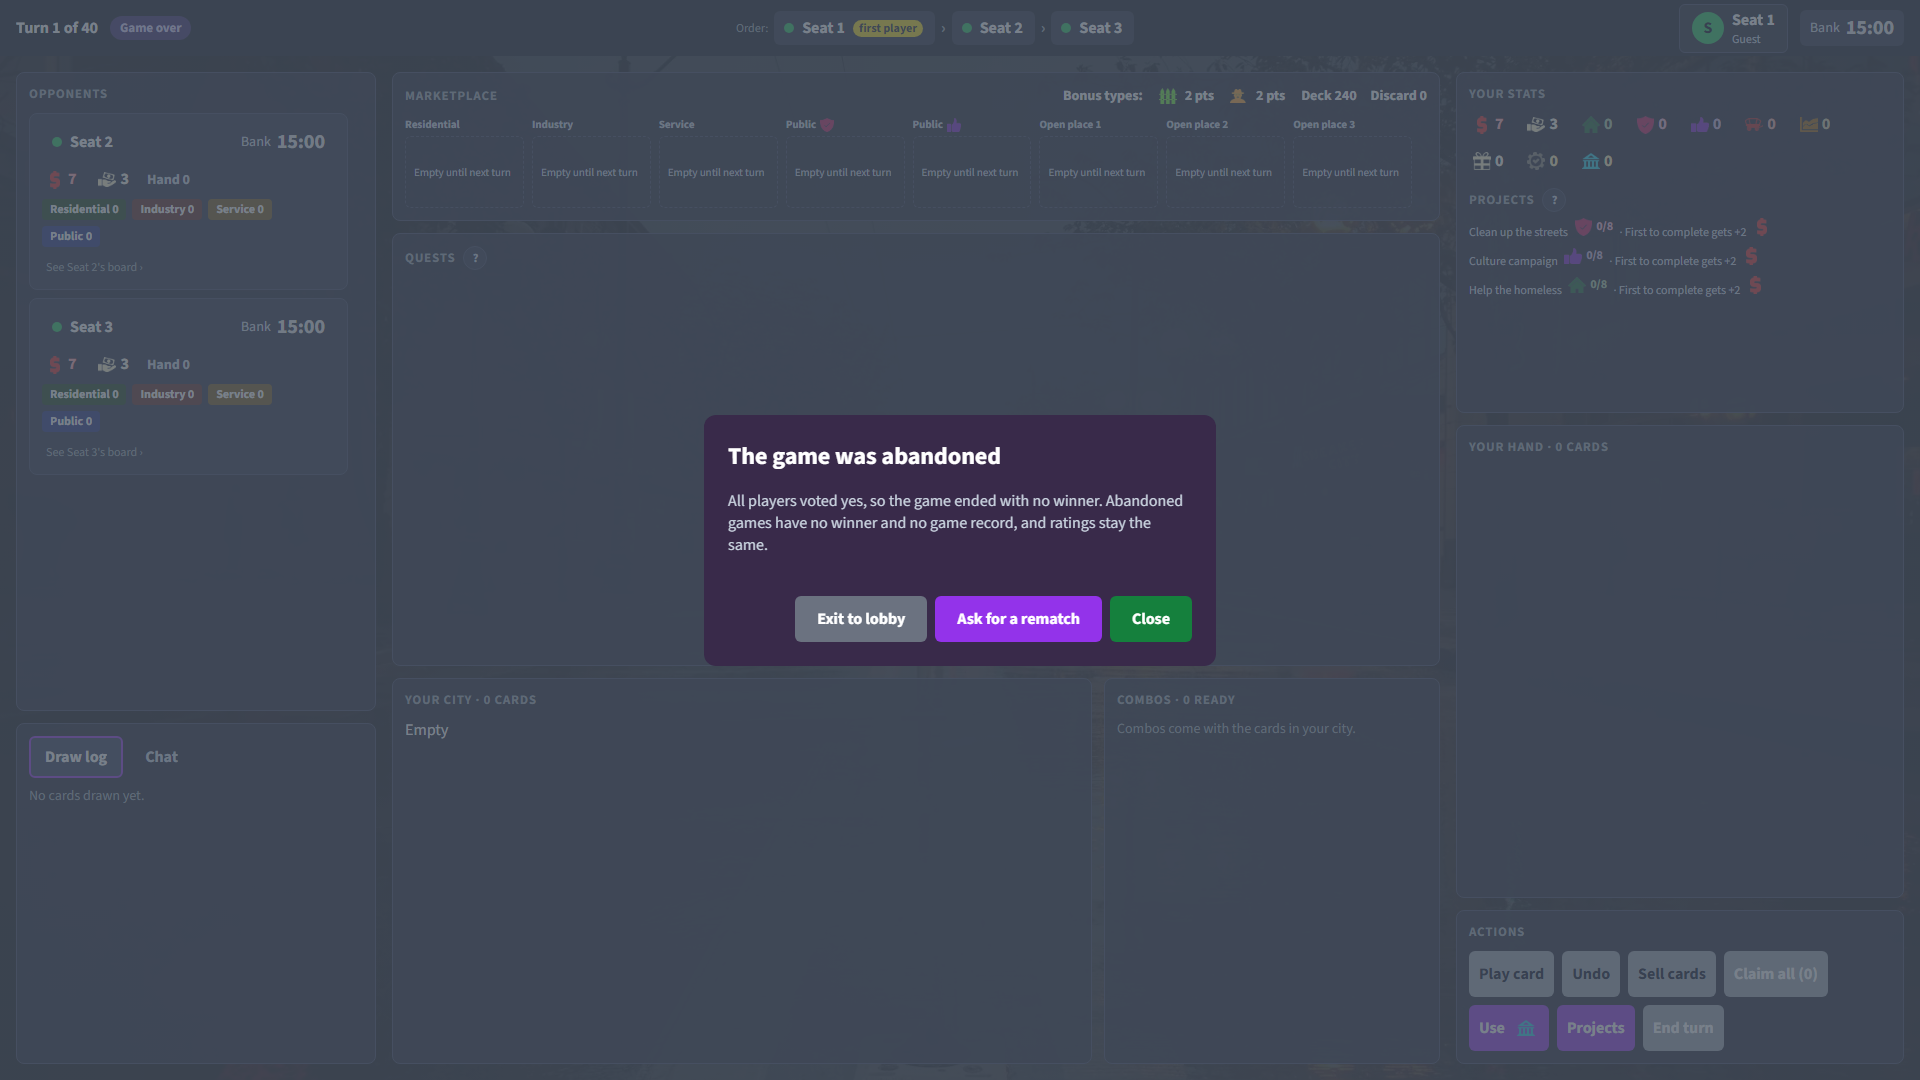 Turn 1 of 40 Game over
Order: Seat 1 first player › Seat 2 › Seat 3
S Seat 1
Guest
Bank 15:00
OPPONENTS
Seat 2 Bank 15:00
7 3 Hand 0
Residential 0 Industry 0 Service 0
Public 0
See Seat 2's board ›
Seat 3 Bank 15:00
7 3 Hand 0
Residential 0 Industry 0 Service 0
Public 0
See Seat 3's board ›
Draw log Chat
No cards drawn yet.
MARKETPLACE Bonus types: 2 pts 2 pts Deck 240 Discard 0
Residential Industry Service Public Public Open place 1 Open place 2 Open place 3
Empty until next turn Empty until next turn Empty until next turn Empty until next turn Empty until next turn Empty until next turn Empty until next turn Empty until next turn
QUESTS ?
The game was abandoned
All players voted yes, so the game ended with no winner. Abandoned
games have no winner and no game record, and ratings stay the
same.
Exit to lobby Ask for a rematch Close
YOUR CITY · 0 CARDS
Empty
COMBOS · 0 READY
Combos come with the cards in your city.
YOUR STATS
7 3 0 0 0 0 0
0 0 0
PROJECTS ?
Clean up the streets 0/8 · First to complete gets +2
Culture campaign 0/8 · First to complete gets +2
Help the homeless 0/8 · First to complete gets +2
YOUR HAND · 0 CARDS
ACTIONS
Play card Undo Sell cards Claim all (0)
Use Projects End turn